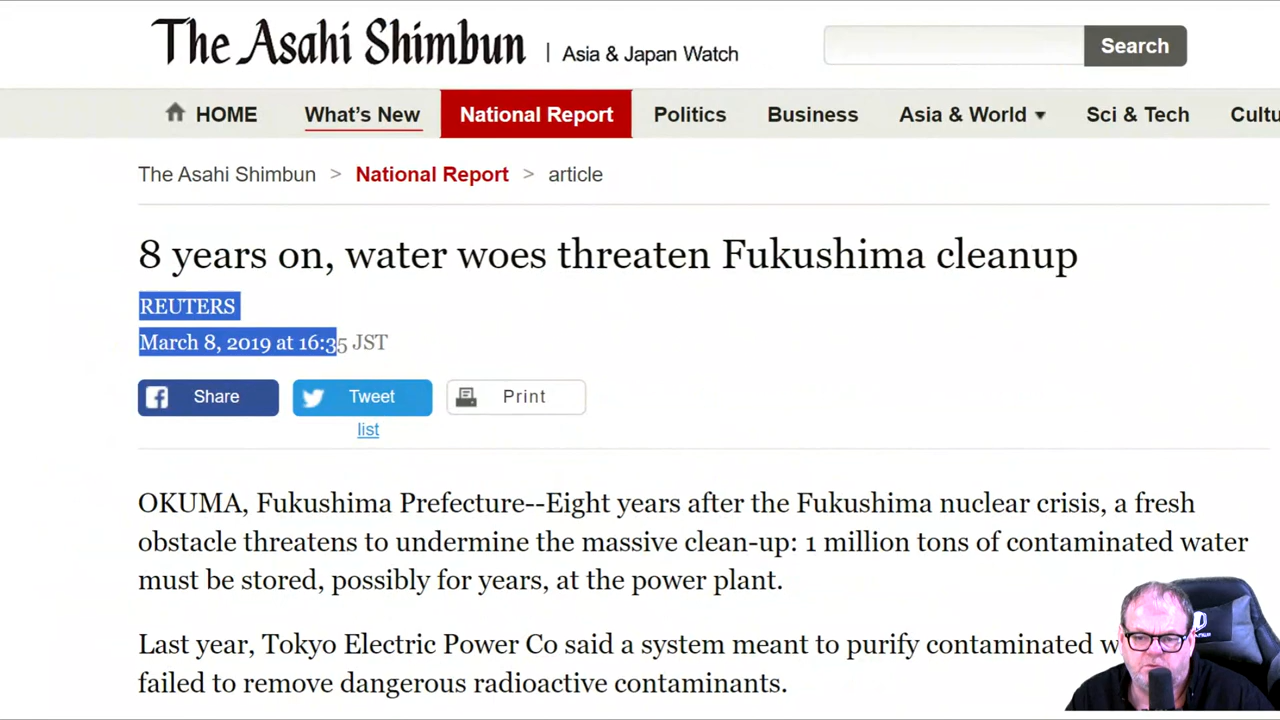 The Asahi Shimbun | Asia & Japan Watch
Search
HOME What's New National Report Politics Business Asia & World Sci & Tech
The Asahi Shimbun > National Report > article
8 years on, water woes threaten Fukushima cleanup
REUTERS
March 8, 2019 at 16:35 JST
Share Tweet Print
list
OKUMA, Fukushima Prefecture--Eight years after the Fukushima nuclear crisis, a fresh
obstacle threatens to undermine the massive clean-up: 1 million tons of contaminated water
must be stored, possibly for years, at the power plant.
Last year, Tokyo Electric Power Co said a system meant to purify contaminated
failed to remove dangerous radioactive contaminants.